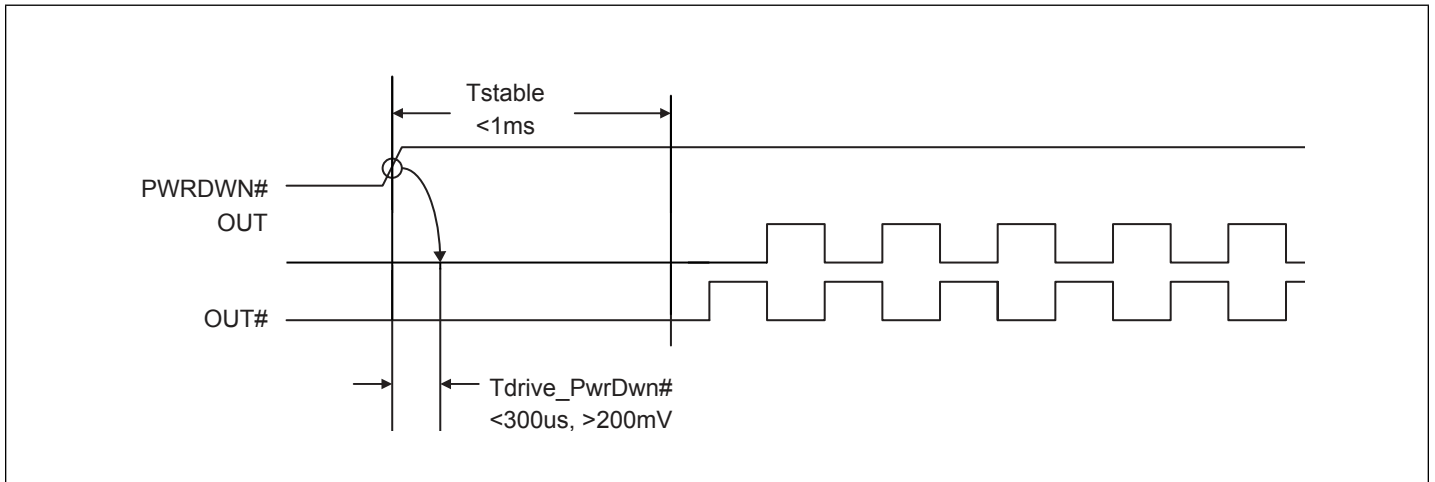 Tstable
<1ms
PWRDWN#
OUT
OUT#
Tdrive_PwrDwn#
<300us, >200mV